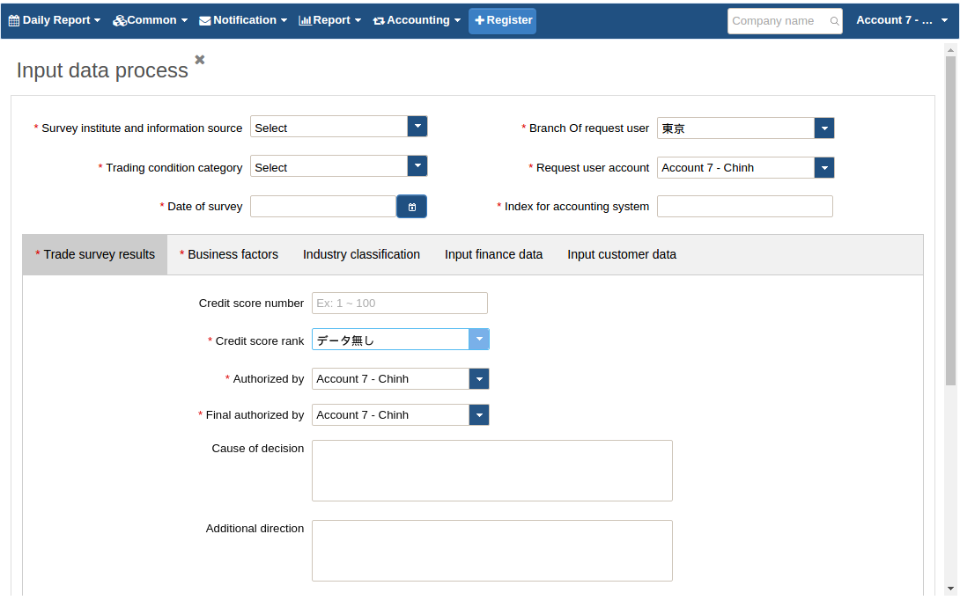 Daily Report Common Notification Report Accounting + Register Company name Account 7 - ...
Input data process
* Survey institute and information source Select * Branch Of request user 東京
* Trading condition category Select * Request user account Account 7 - Chinh
* Date of survey * Index for accounting system
* Trade survey results * Business factors Industry classification Input finance data Input customer data
Credit score number Ex: 1 ~ 100
* Credit score rank データ無し
* Authorized by Account 7 - Chinh
* Final authorized by Account 7 - Chinh
Cause of decision
Additional direction